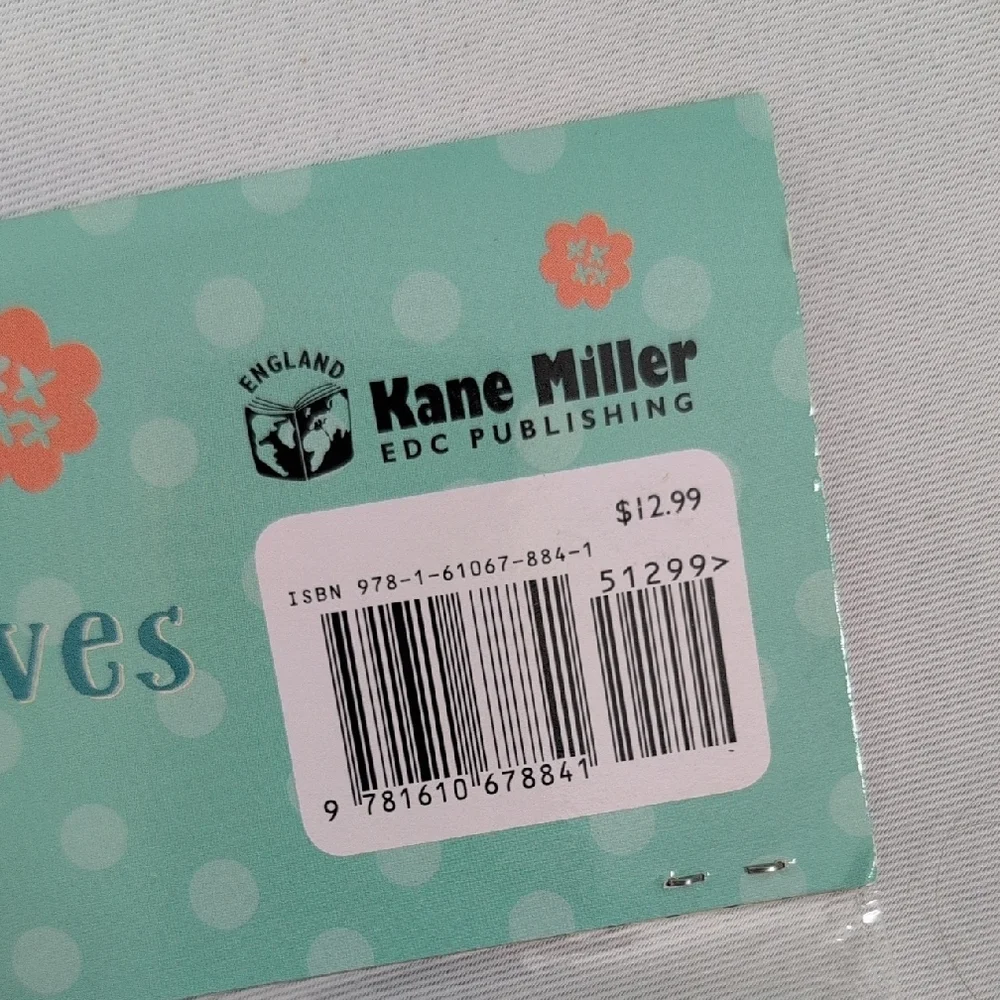 ENGLAND
Kane Miller
EDC PUBLISHING
$12.99
ISBN 978-1-61067-884-1
51299>
ves
9 781610 678841